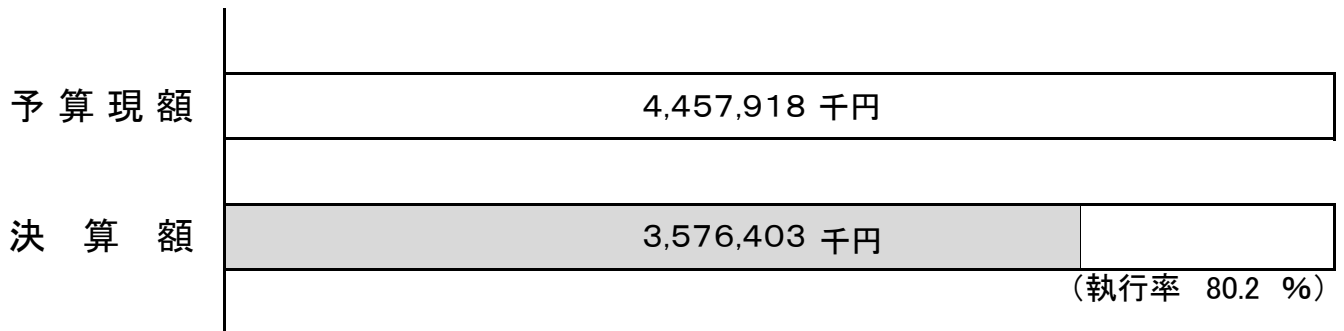 予算現額 4,457,918 千円
決算額 3,576,403 千円
（執行率 80.2 %）